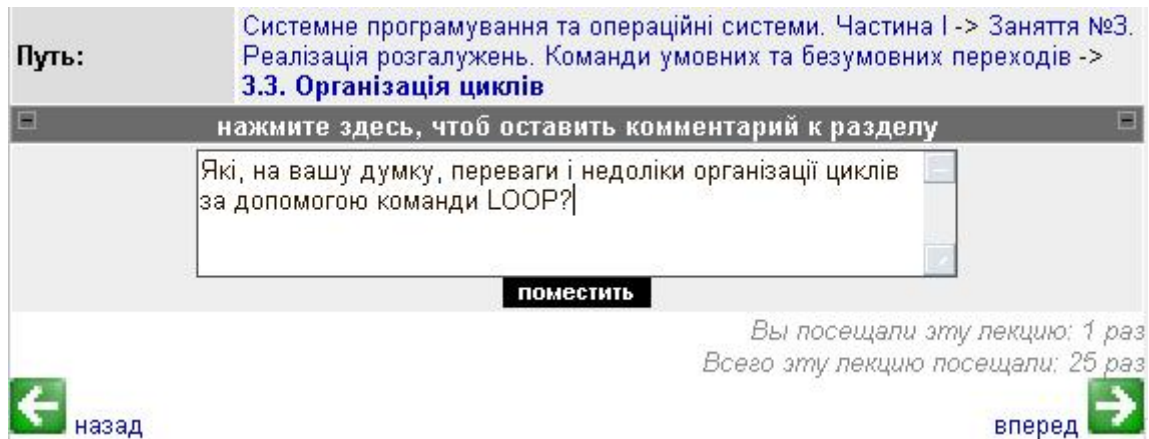 Путь:
Системне програмування та операційні системи. Частина I -> Заняття №3.
Реалізація розгалужень. Команди умовних та безумовних переходів ->
3.3. Організація циклів
нажмите здесь, чтоб оставить комментарий к разделу
Які, на вашу думку, переваги і недоліки організації циклів
за допомогою команди LOOP?
поместить
Вы посещали эту лекцию: 1 раз
Всего эту лекцию посещали: 25 раз
назад
вперед